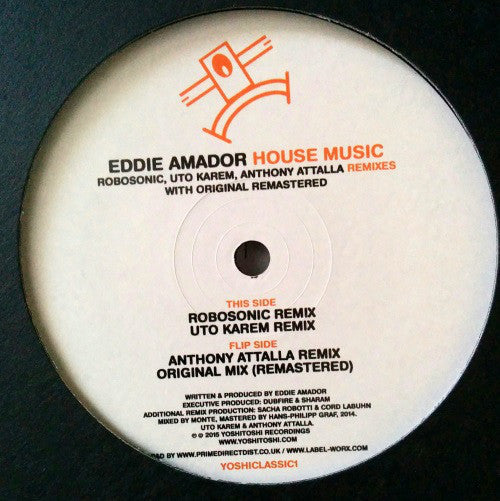 EDDIE AMADOR HOUSE MUSIC
ROBOSONIC, UTO KAREM, ANTHONY ATTALLA REMIXES
WITH ORIGINAL REMASTERED
THIS SIDE
ROBOSONIC REMIX
UTO KAREM REMIX
FLIP SIDE
ANTHONY ATTALLA REMIX
ORIGINAL MIX (REMASTERED)
WRITTEN & PRODUCED BY EDDIE AMADOR
EXECUTIVE PRODUCED: DUBFIRE & SHARAM
ADDITIONAL REMIX PRODUCTION: SACHA ROBOTTI & CORD LABUHN
MIXED BY MONTE, MASTERED BY HANS-PHILIPP GRAF, 2014.
UTO KAREM & ANTHONY ATTALLA.
℗ © 2015 YOSHITOSHI RECORDINGS
WWW.YOSHITOSHI.COM
&D BY WWW.PRIMEDIRECTDIST.CO.UK / WWW.LABEL-WORX.COM
YOSHICLASSIC1